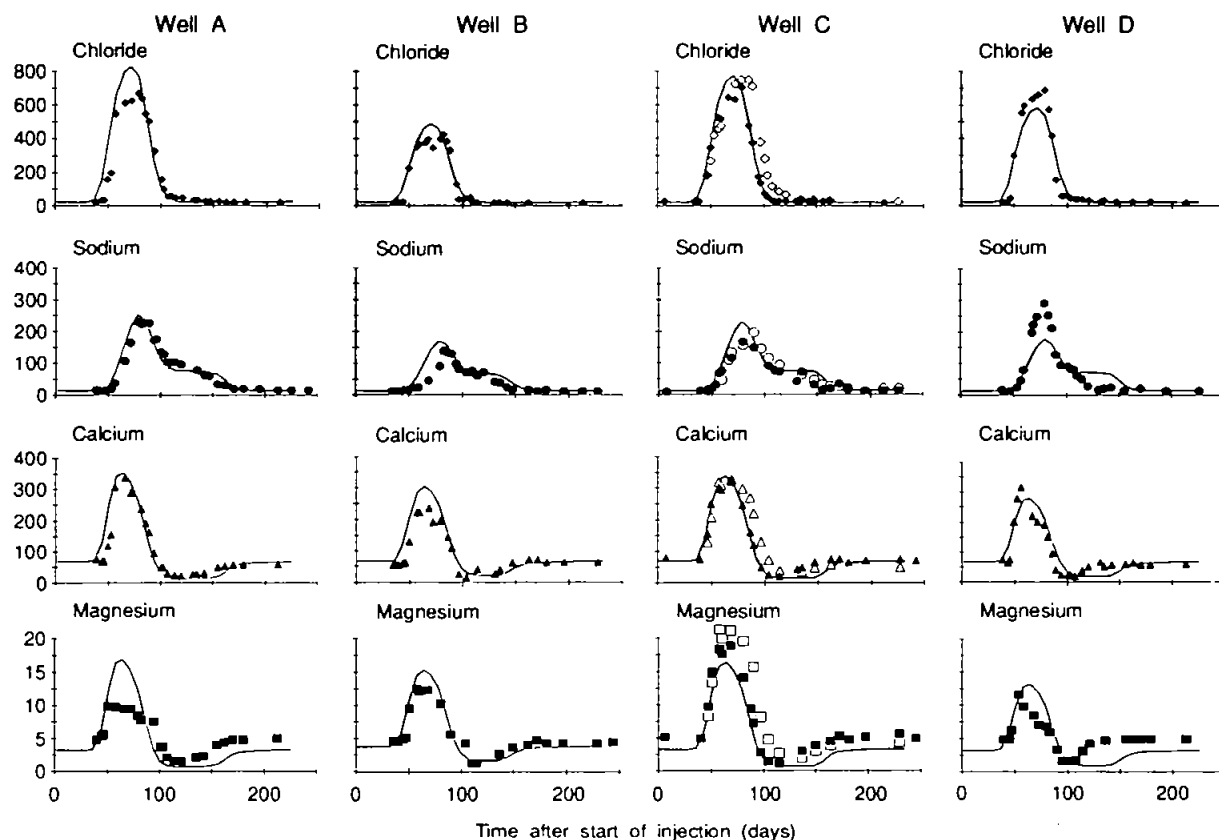 Well A Well B Well C Well D
Chloride Chloride Chloride Chloride
800
600
400
200
0
Sodium Sodium Sodium Sodium
400
300
200
100
0
Calcium Calcium Calcium Calcium
400
300
200
100
0
Magnesium Magnesium Magnesium Magnesium
20
15
10
5
0
0 100 200 0 100 200 0 100 200 0 100 200
Time after start of injection (days)